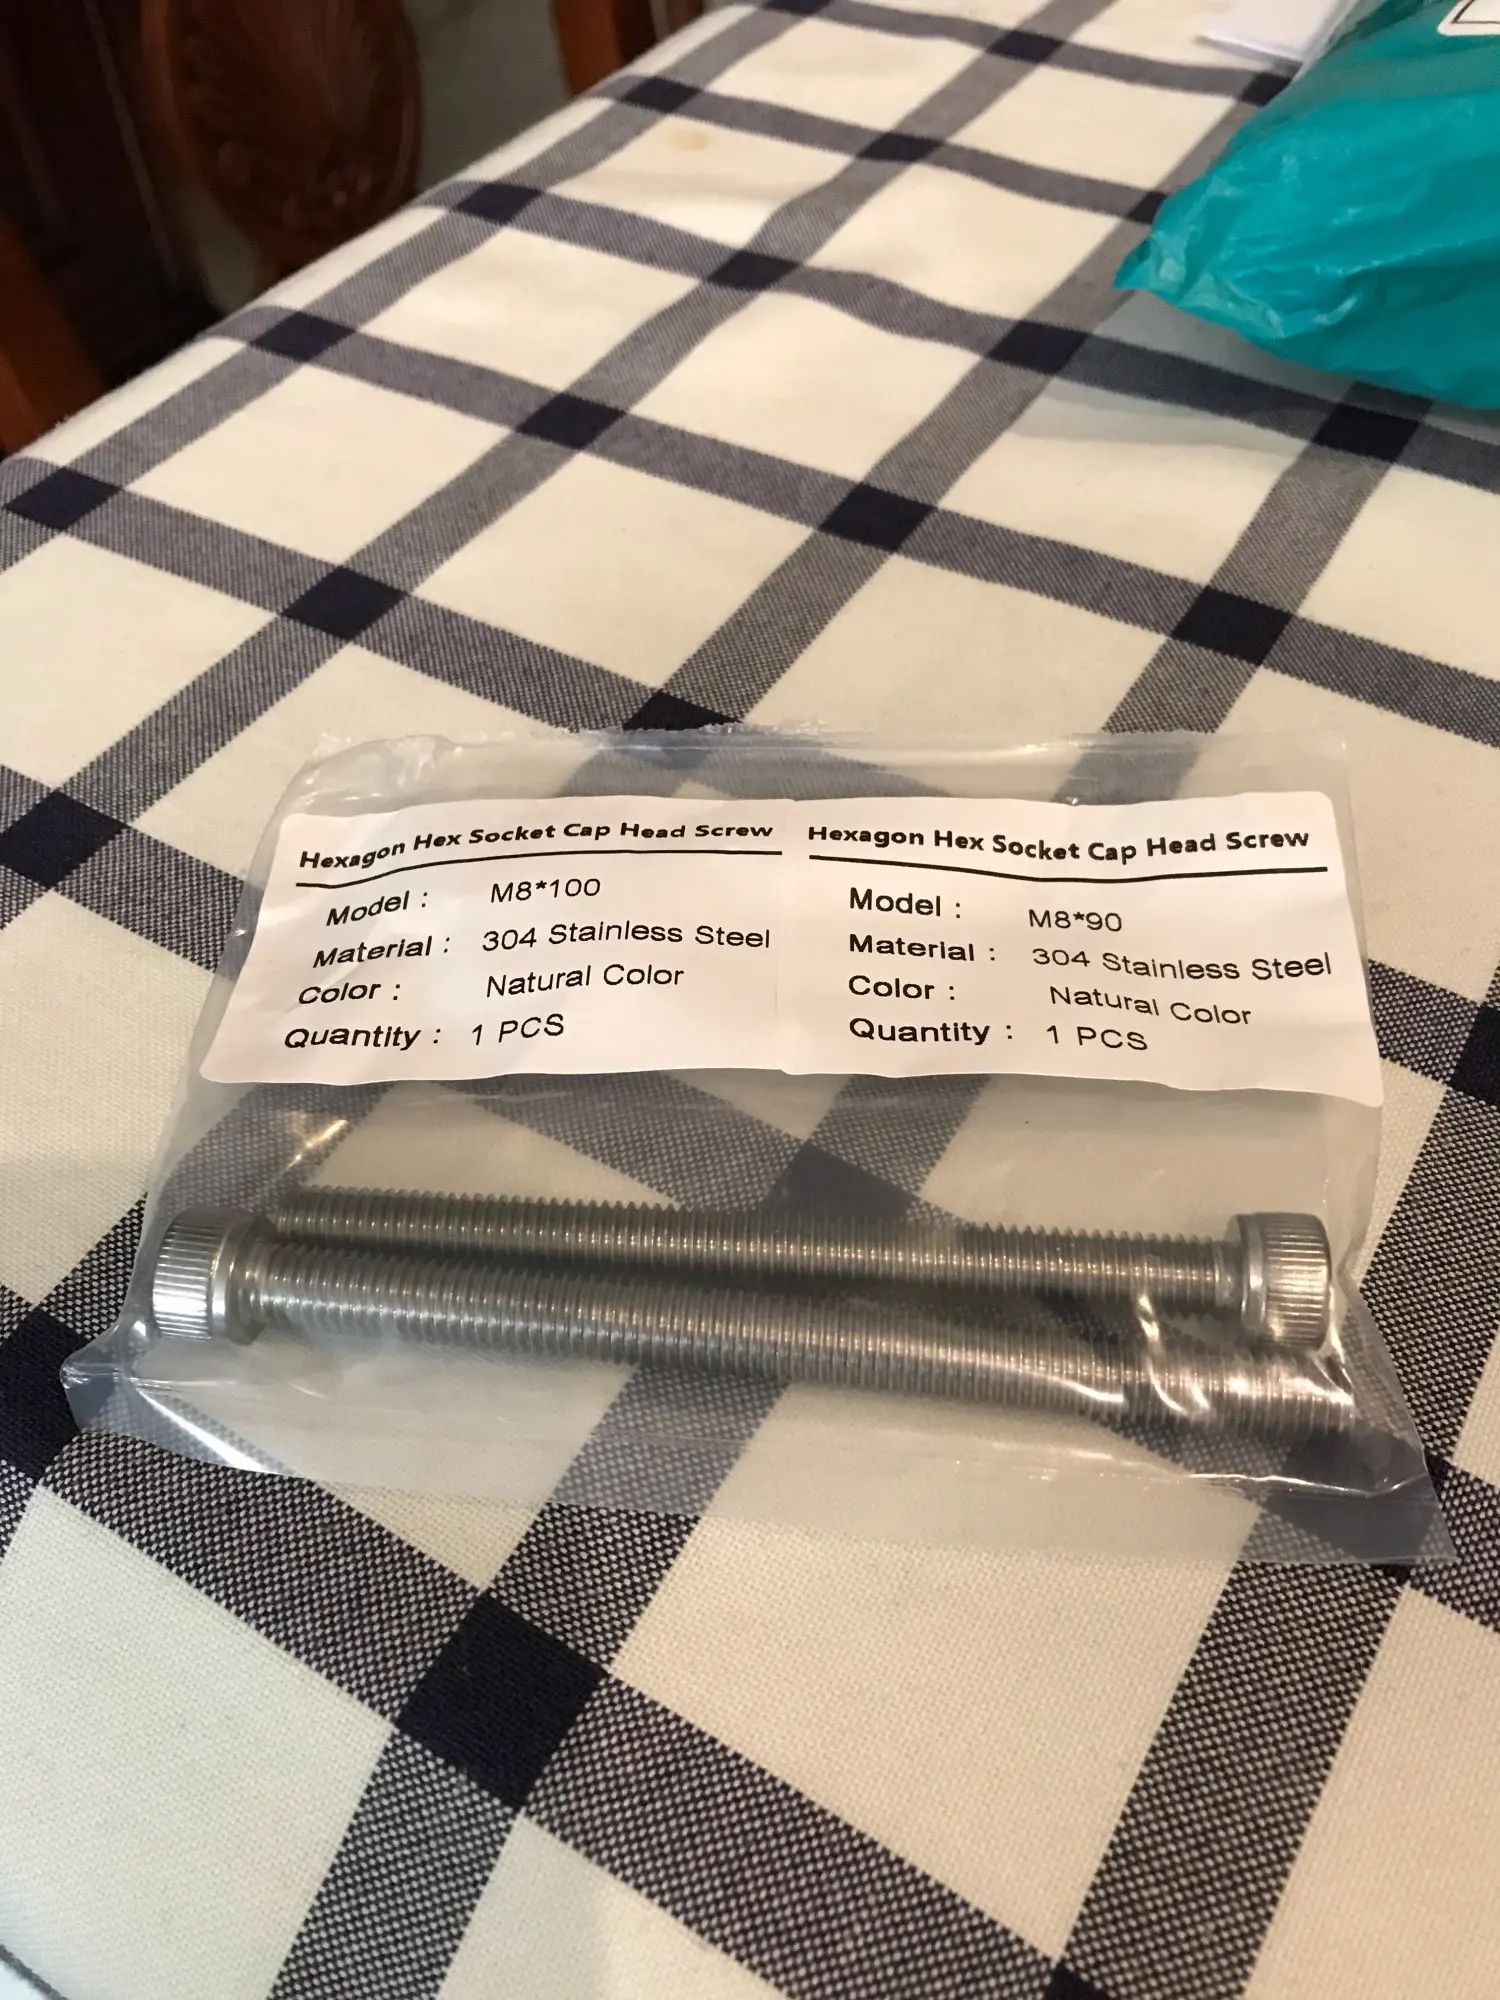 Hexagon Hex Socket Cap Head Screw
Model : M8*100
Material : 304 Stainless Steel
Color : Natural Color
Quantity : 1 PCS
Hexagon Hex Socket Cap Head Screw
Model : M8*90
Material : 304 Stainless Steel
Color : Natural Color
Quantity : 1 PCS